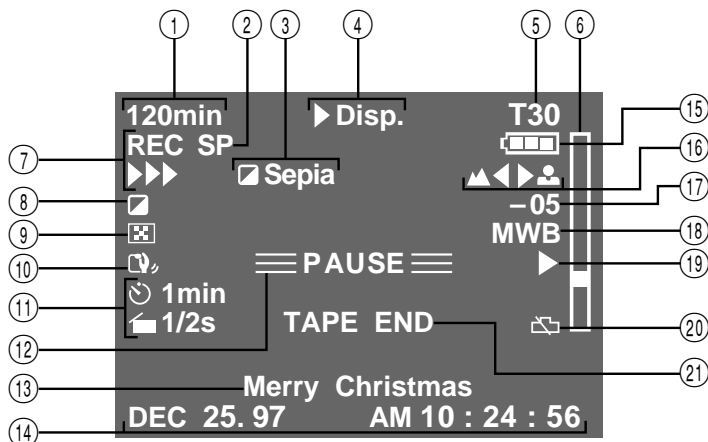 1 2 3 4 5 6
120min ▶ Disp. T30
REC SP
▶▶▶ Sepia
–05
MWB
PAUSE
1min
1/2s TAPE END
Merry Christmas
DEC 25. 97 AM 10 : 24 : 56
7
8
9
10
11
12
13
14
15
16
17
18
19
20
21